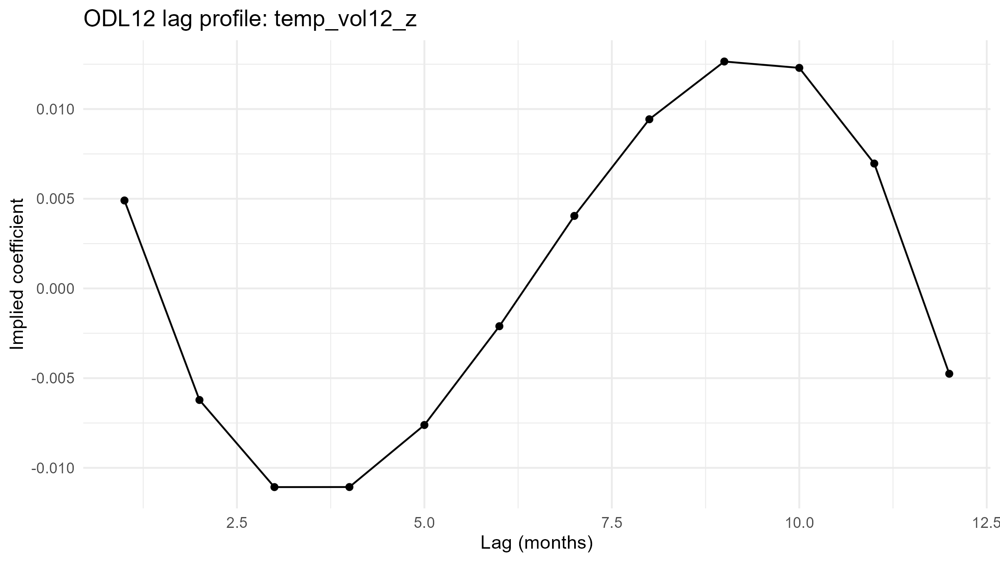 ODL12 lag profile: temp_vol12_z
Implied coefficient
0.010
0.005
0.000
-0.005
-0.010
2.5 5.0 7.5 10.0 12.5
Lag (months)